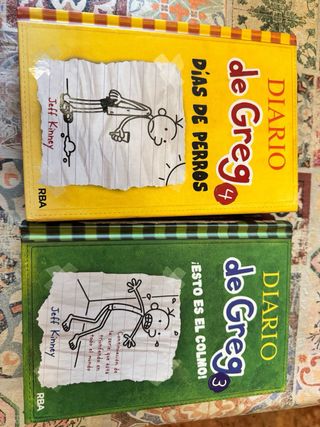 DIARIO
de Greg 4
DÍAS DE PERROS
Jeff Kinney
RBA
DIARIO
de Greg 3
¡ESTO ES EL COLMO!
Jeff Kinney
RBA